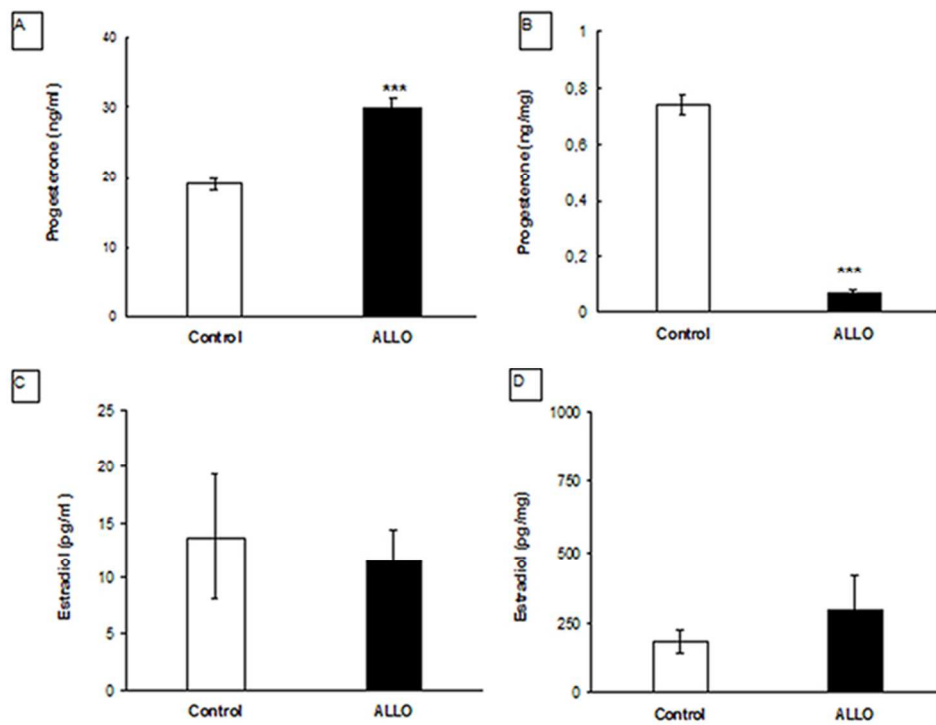 A
Progesterone (ng/ml)
40
30
20
10
0
***
Control
ALLO
B
Progesterone (ng/mg)
1
0,8
0,6
0,4
0,2
0
***
Control
ALLO
C
Estradiol (pg/ml)
25
20
15
10
5
0
Control
ALLO
D
Estradiol (pg/mg)
1000
750
500
250
0
Control
ALLO